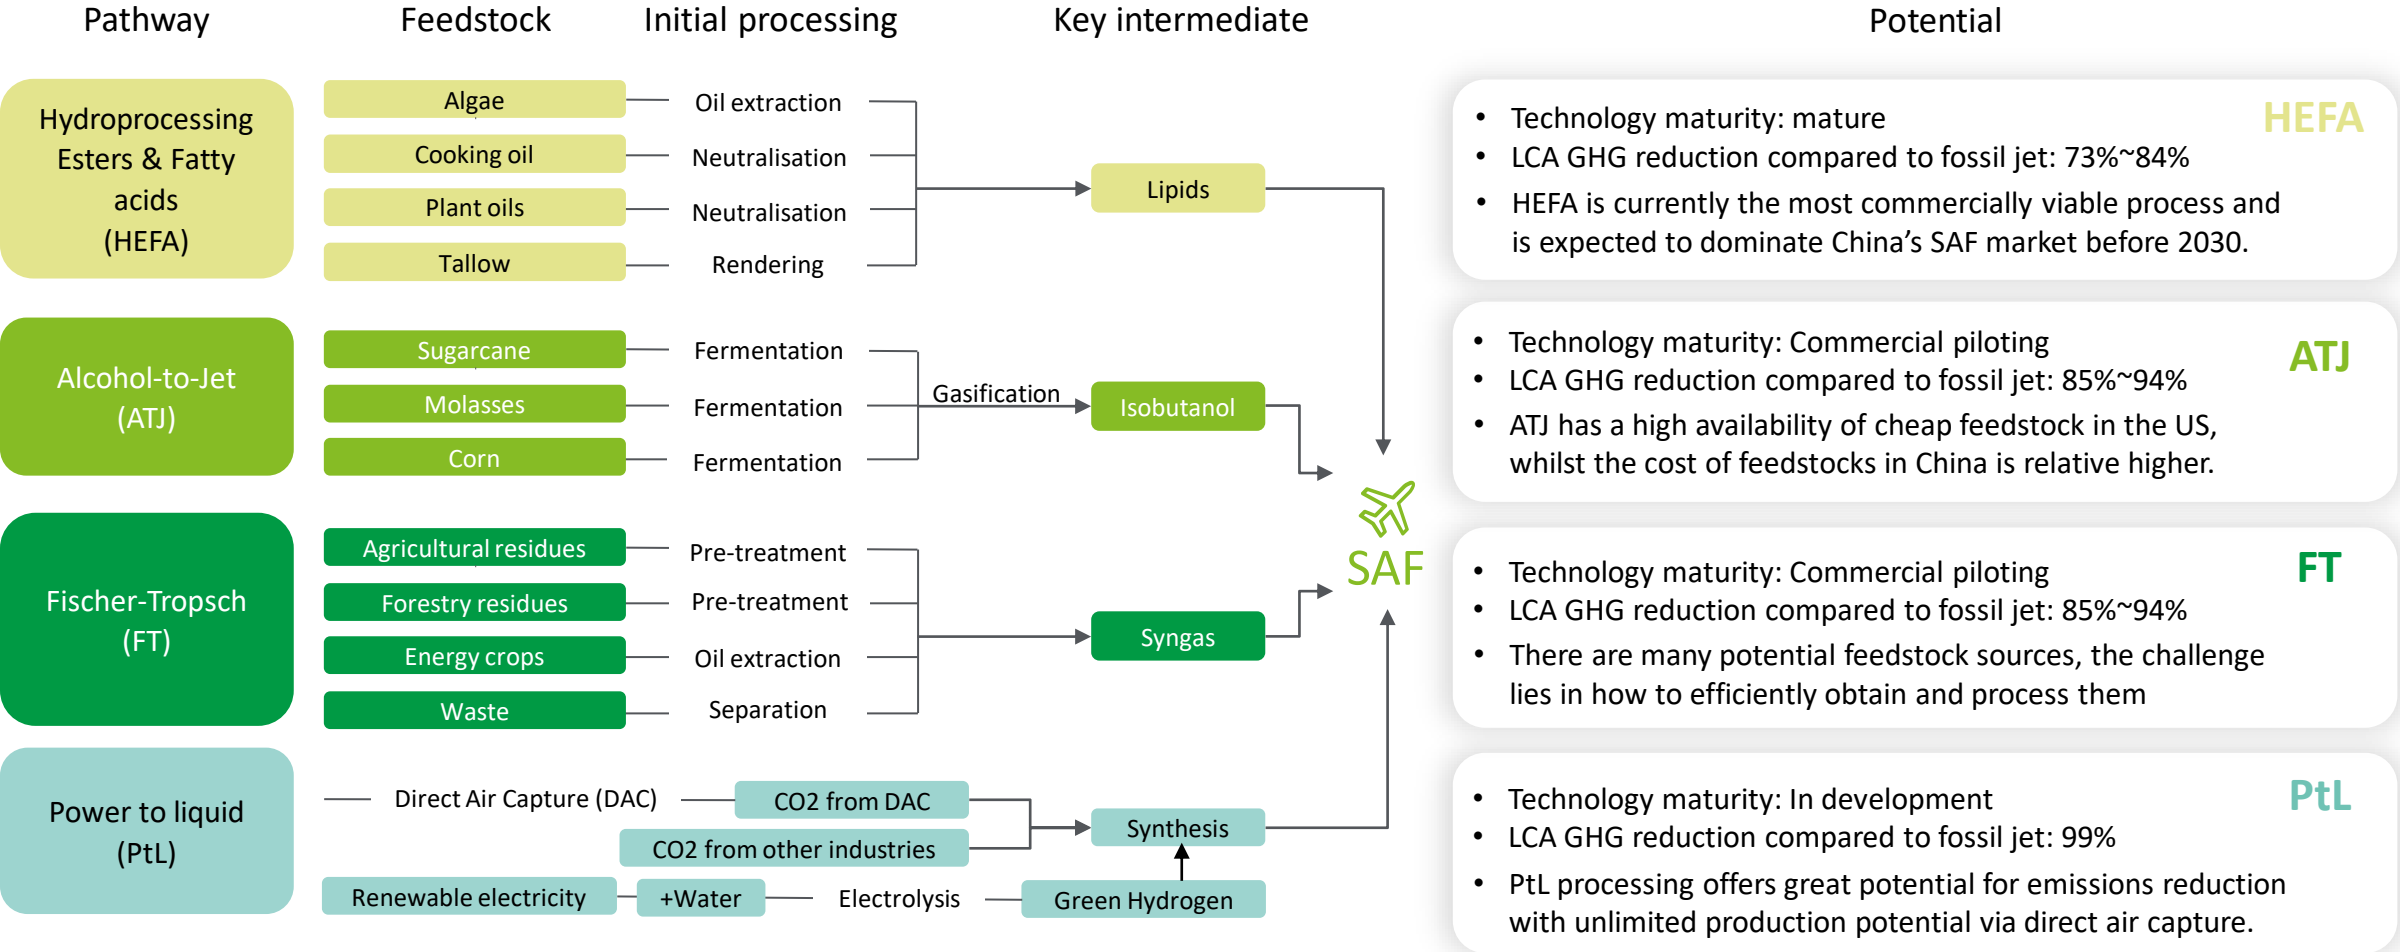 Pathway
Feedstock
Initial processing
Key intermediate
Potential
Hydroprocessing
Esters & Fatty
acids
(HEFA)
Algae
Oil extraction
Cooking oil
Neutralisation
Plant oils
Neutralisation
Tallow
Rendering
Lipids
HEFA
• Technology maturity: mature
• LCA GHG reduction compared to fossil jet: 73%~84%
• HEFA is currently the most commercially viable process and
is expected to dominate China’s SAF market before 2030.
Alcohol-to-Jet
(ATJ)
Sugarcane
Fermentation
Molasses
Fermentation
Corn
Fermentation
Gasification
Isobutanol
ATJ
• Technology maturity: Commercial piloting
• LCA GHG reduction compared to fossil jet: 85%~94%
• ATJ has a high availability of cheap feedstock in the US,
whilst the cost of feedstocks in China is relative higher.
SAF
Fischer-Tropsch
(FT)
Agricultural residues
Pre-treatment
Forestry residues
Pre-treatment
Energy crops
Oil extraction
Waste
Separation
Syngas
FT
• Technology maturity: Commercial piloting
• LCA GHG reduction compared to fossil jet: 85%~94%
• There are many potential feedstock sources, the challenge
lies in how to efficiently obtain and process them
Power to liquid
(PtL)
Direct Air Capture (DAC)
CO2 from DAC
CO2 from other industries
Synthesis
Renewable electricity
+Water
Electrolysis
Green Hydrogen
PtL
• Technology maturity: In development
• LCA GHG reduction compared to fossil jet: 99%
• PtL processing offers great potential for emissions reduction
with unlimited production potential via direct air capture.